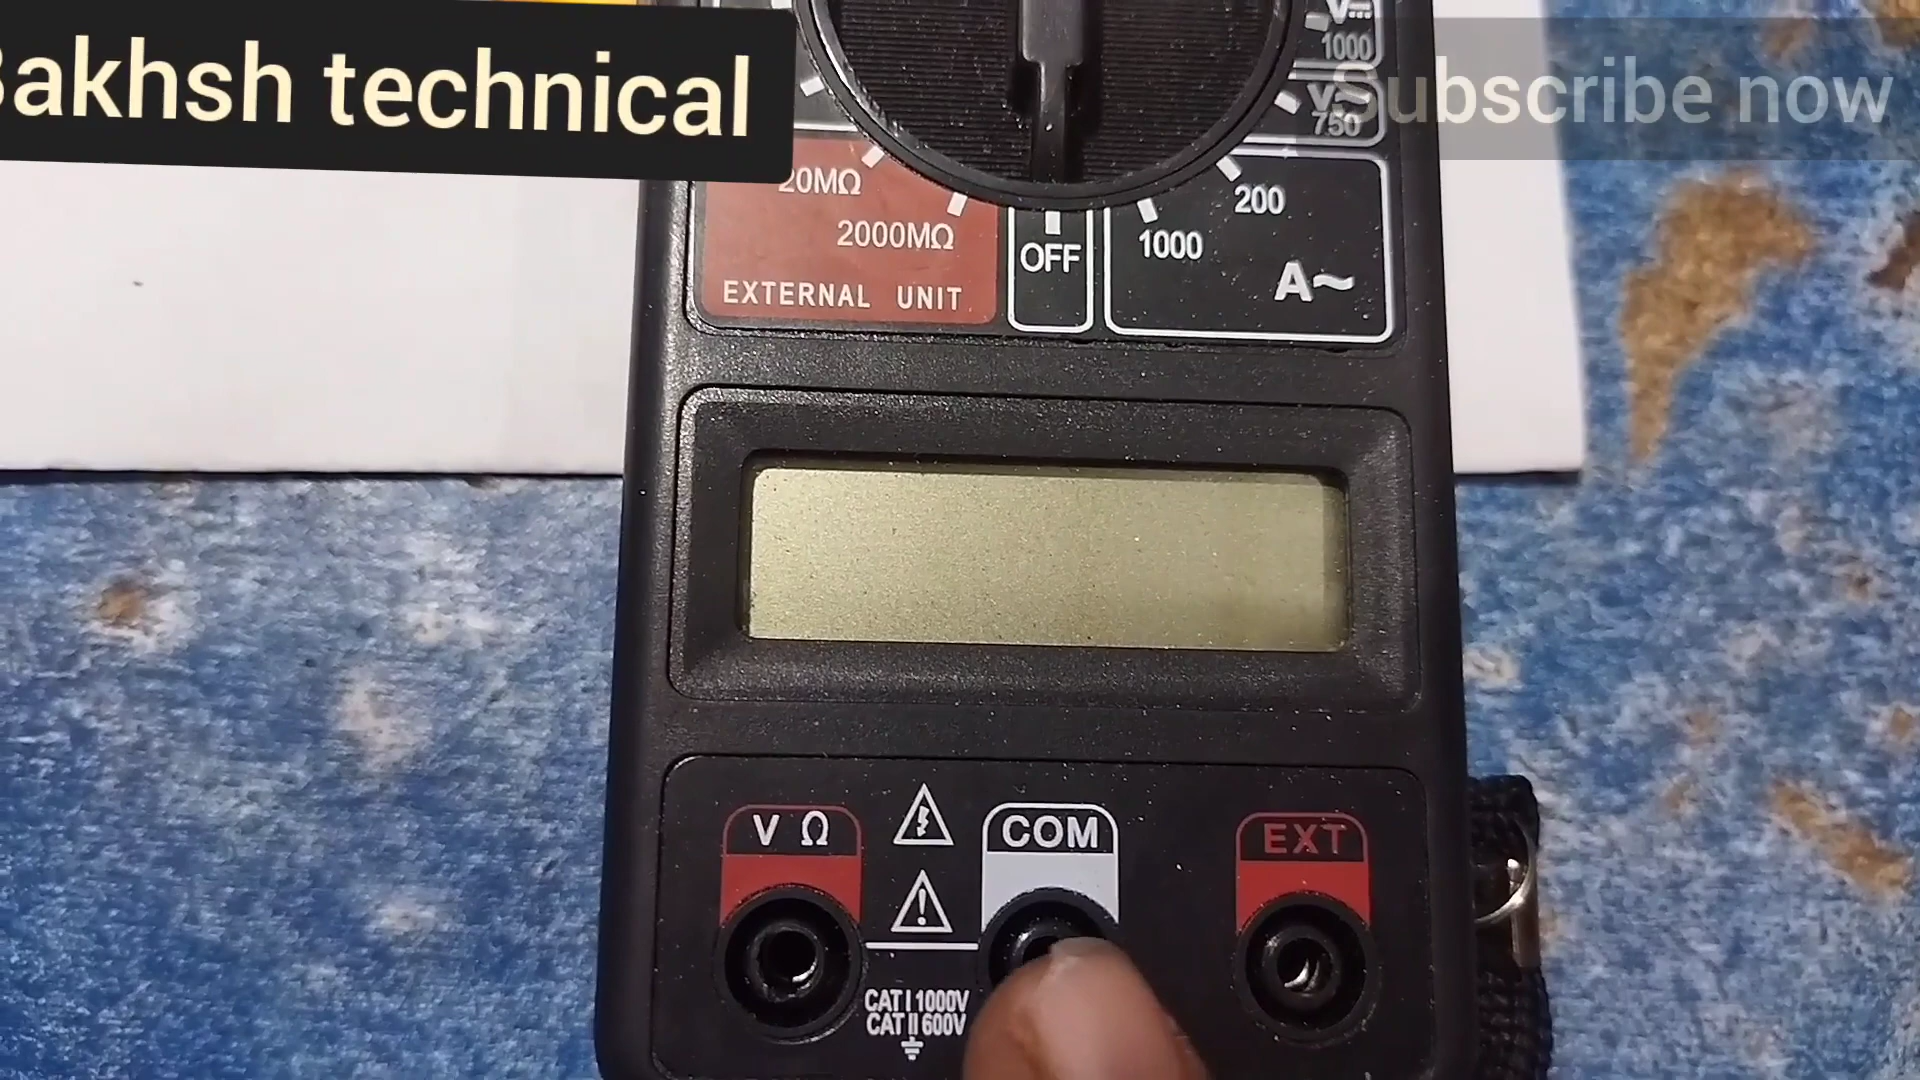 Bakhsh technical
Subscribe now
V⎓
1000
V~
750
20MΩ
2000MΩ
EXTERNAL UNIT
OFF
200
1000
A~
V Ω
COM
EXT
CAT I 1000V
CAT II 600V